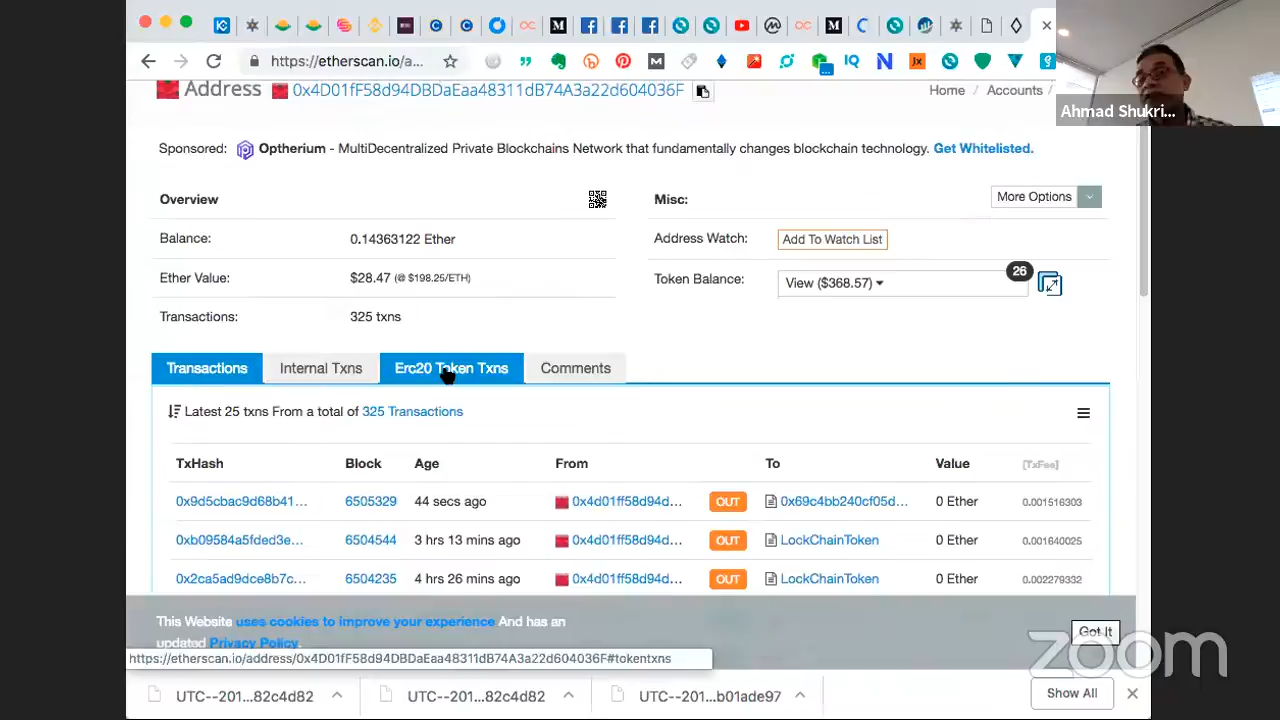 https://etherscan.io/a...
Address 0x4D01fF58d94DBDaEaa48311dB74A3a22d604036F
Home / Accounts /
Ahmad Shukri...
Sponsored: Optherium - MultiDecentralized Private Blockchains Network that fundamentally changes blockchain technology. Get Whitelisted.
Overview
Misc:
More Options
Balance: 0.14363122 Ether
Address Watch: Add To Watch List
Ether Value: $28.47 (@ $198.25/ETH)
Token Balance: View ($368.57)
26
Transactions: 325 txns
Transactions Internal Txns Erc20 Token Txns Comments
Latest 25 txns From a total of 325 Transactions
TxHash Block Age From To Value [TxFee]
0x9d5cbac9d68b41... 6505329 44 secs ago 0x4d01ff58d94d... OUT 0x69c4bb240cf05d... 0 Ether 0.001516303
0xb09584a5fded3e... 6504544 3 hrs 13 mins ago 0x4d01ff58d94d... OUT LockChainToken 0 Ether 0.001640025
0x2ca5ad9dce8b7c... 6504235 4 hrs 26 mins ago 0x4d01ff58d94d... OUT LockChainToken 0 Ether 0.002279332
This Website uses cookies to improve your experience And has an
updated Privacy Policy.
Got It
zoom
https://etherscan.io/address/0x4D01fF58d94DBDaEaa48311dB74A3a22d604036F#tokentxns
UTC--201...82c4d82 UTC--201...82c4d82 UTC--201...b01ade97 Show All